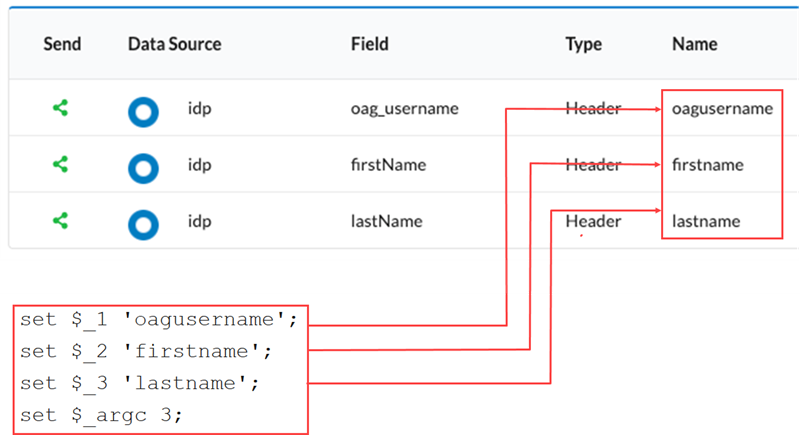 Send Data Source Field Type Name
idp oag_username Header oagusername
idp firstName Header firstname
idp lastName Header lastname
set $_1 'oagusername';
set $_2 'firstname';
set $_3 'lastname';
set $_argc 3;